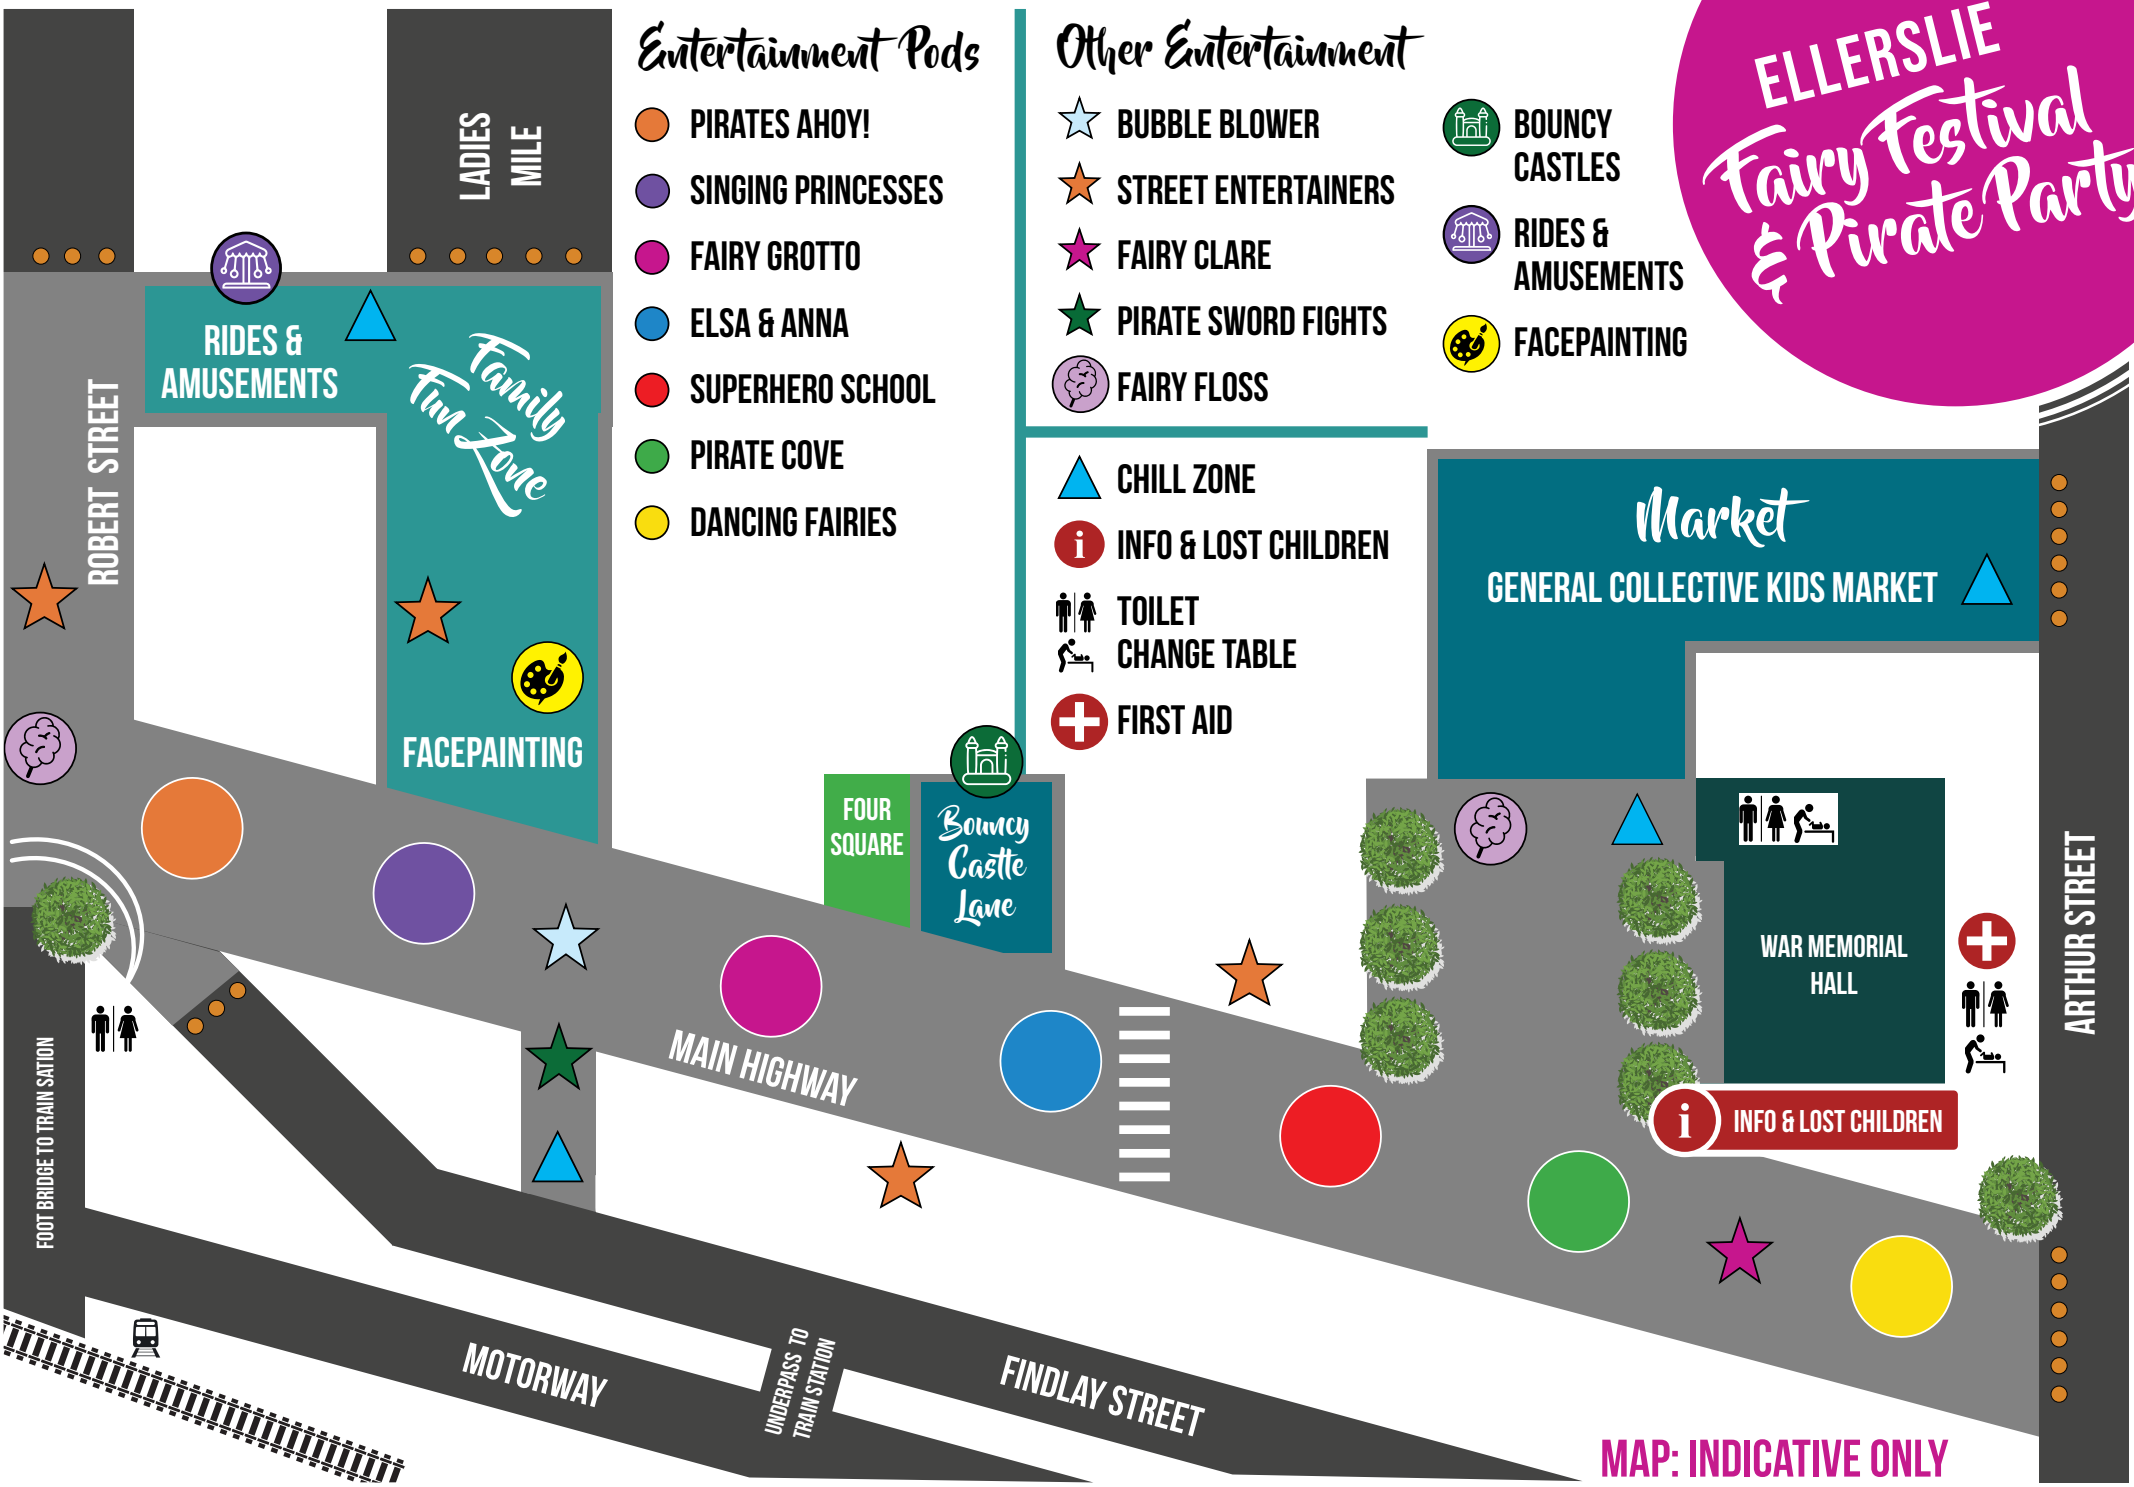 Entertainment Pods
PIRATES AHOY!
SINGING PRINCESSES
FAIRY GROTTO
ELSA & ANNA
SUPERHERO SCHOOL
PIRATE COVE
DANCING FAIRIES
Other Entertainment
BUBBLE BLOWER
STREET ENTERTAINERS
FAIRY CLARE
PIRATE SWORD FIGHTS
FAIRY FLOSS
BOUNCY
CASTLES
RIDES &
AMUSEMENTS
FACEPAINTING
CHILL ZONE
i
INFO & LOST CHILDREN
TOILET
CHANGE TABLE
FIRST AID
ELLERSLIE
Fairy Festival
& Pirate Party
LADIES
MILE
RIDES &
AMUSEMENTS
Family
Fun Zone
ROBERT STREET
FACEPAINTING
FOUR
SQUARE
Bouncy
Castle
Lane
Market
GENERAL COLLECTIVE KIDS MARKET
WAR MEMORIAL
HALL
ARTHUR STREET
i
INFO & LOST CHILDREN
MAIN HIGHWAY
FOOT BRIDGE TO TRAIN SATION
MOTORWAY
UNDERPASS TO
TRAIN STATION
FINDLAY STREET
MAP: INDICATIVE ONLY